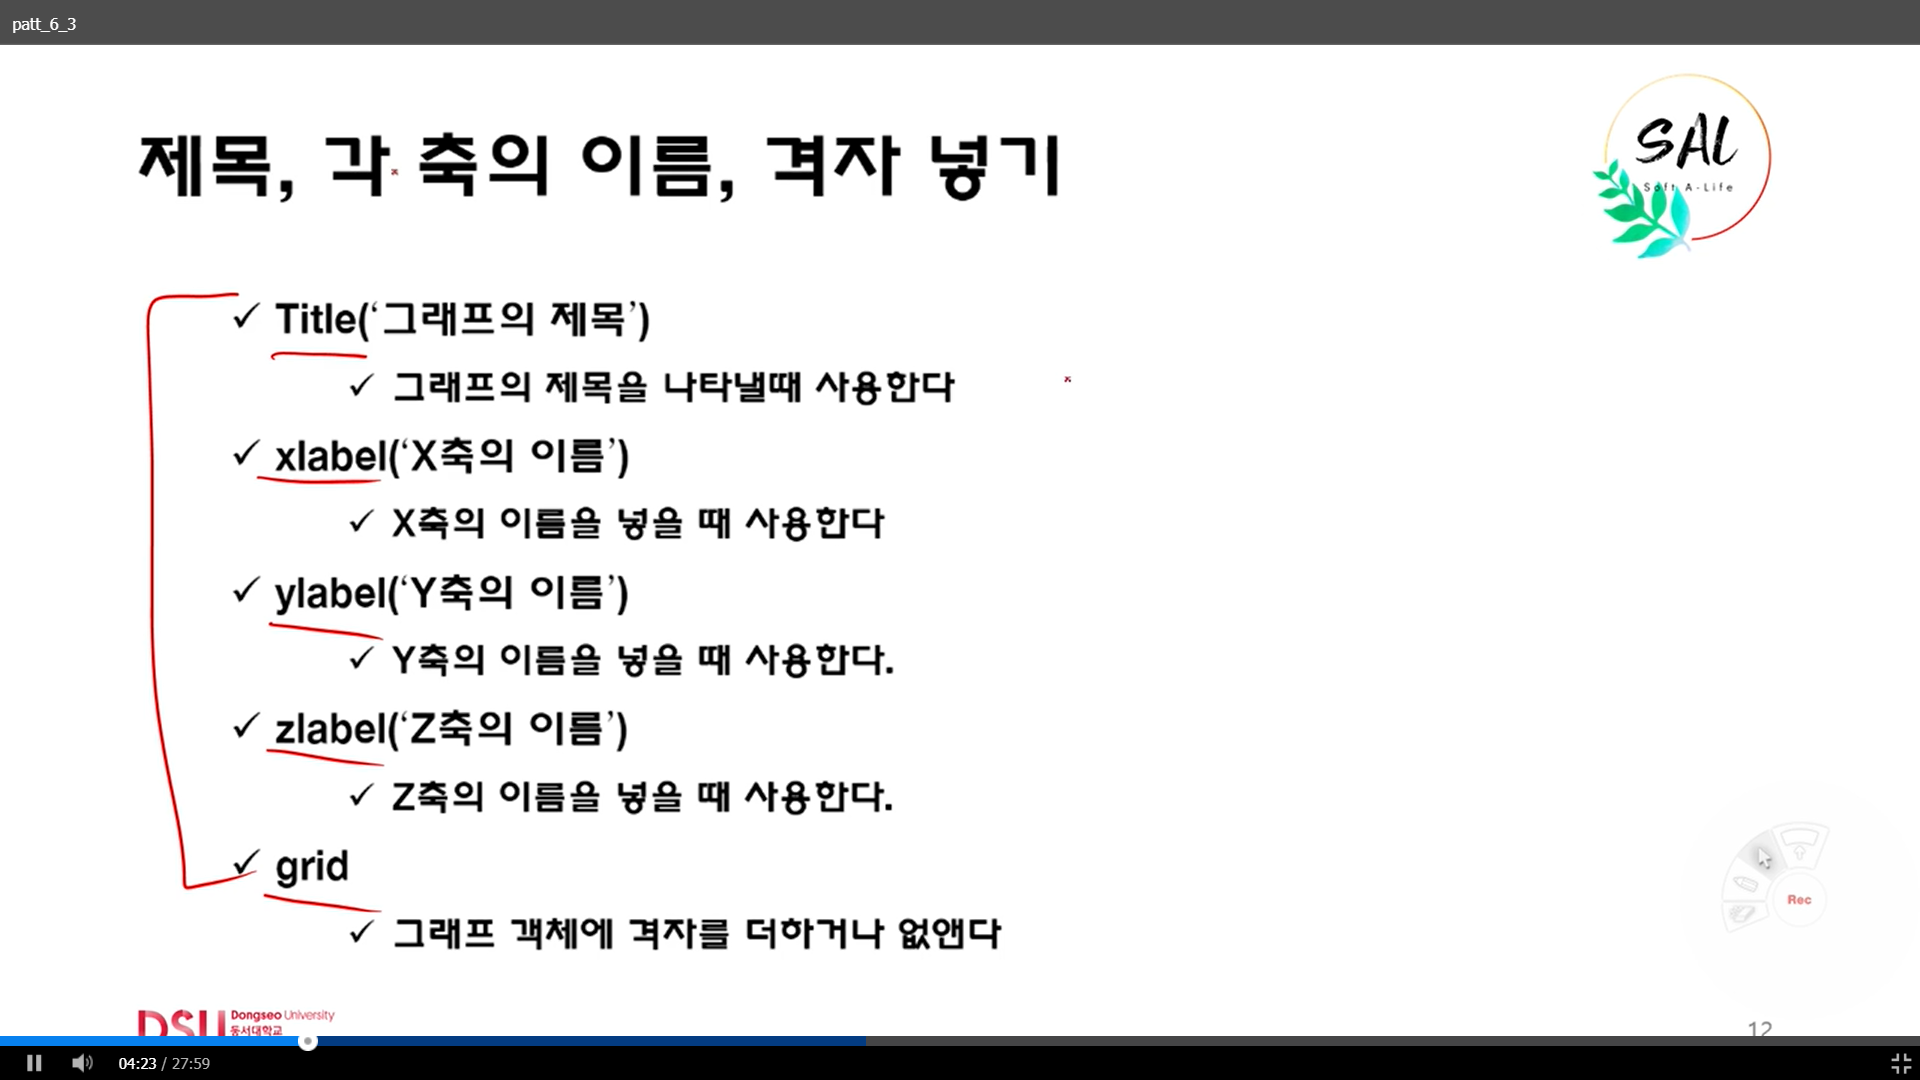 patt_6_3
제목, 각 축의 이름, 격자 넣기
SAL
Soft A-Life
✓ Title(‘그래프의 제목’)
✓ 그래프의 제목을 나타낼때 사용한다
✓ xlabel(‘X축의 이름’)
✓ X축의 이름을 넣을 때 사용한다
✓ ylabel(‘Y축의 이름’)
✓ Y축의 이름을 넣을 때 사용한다.
✓ zlabel(‘Z축의 이름’)
✓ Z축의 이름을 넣을 때 사용한다.
✓ grid
✓ 그래프 객체에 격자를 더하거나 없앤다
Rec
DSU Dongseo University
동서대학교
12
04:23 / 27:59